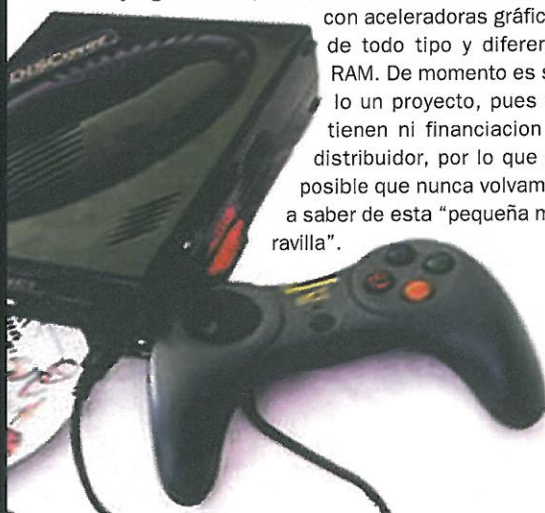 con aceleradoras gráfic
de todo tipo y diferer
RAM. De momento es s
lo un proyecto, pues
tienen ni financiacion
distribuidor, por lo que
posible que nunca volvam
a saber de esta “pequeña m
ravilla”.
DISCover